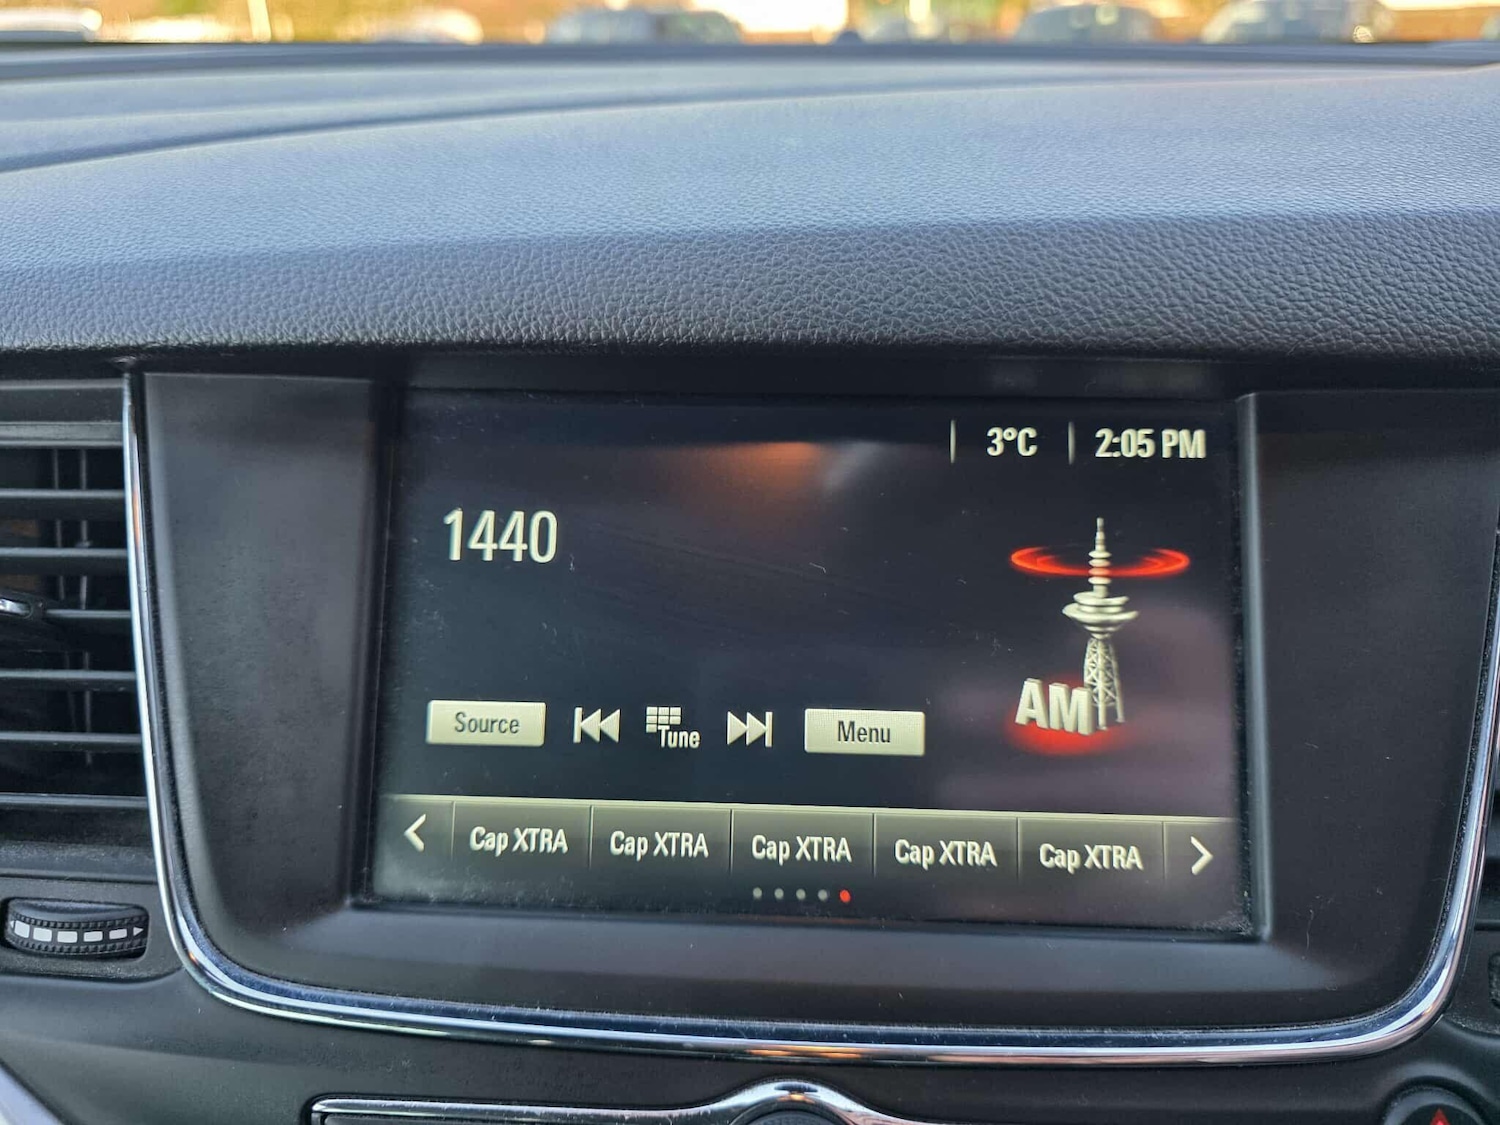 3°C 2:05 PM
1440
AM
Source Tune Menu
Cap XTRA Cap XTRA Cap XTRA Cap XTRA Cap XTRA